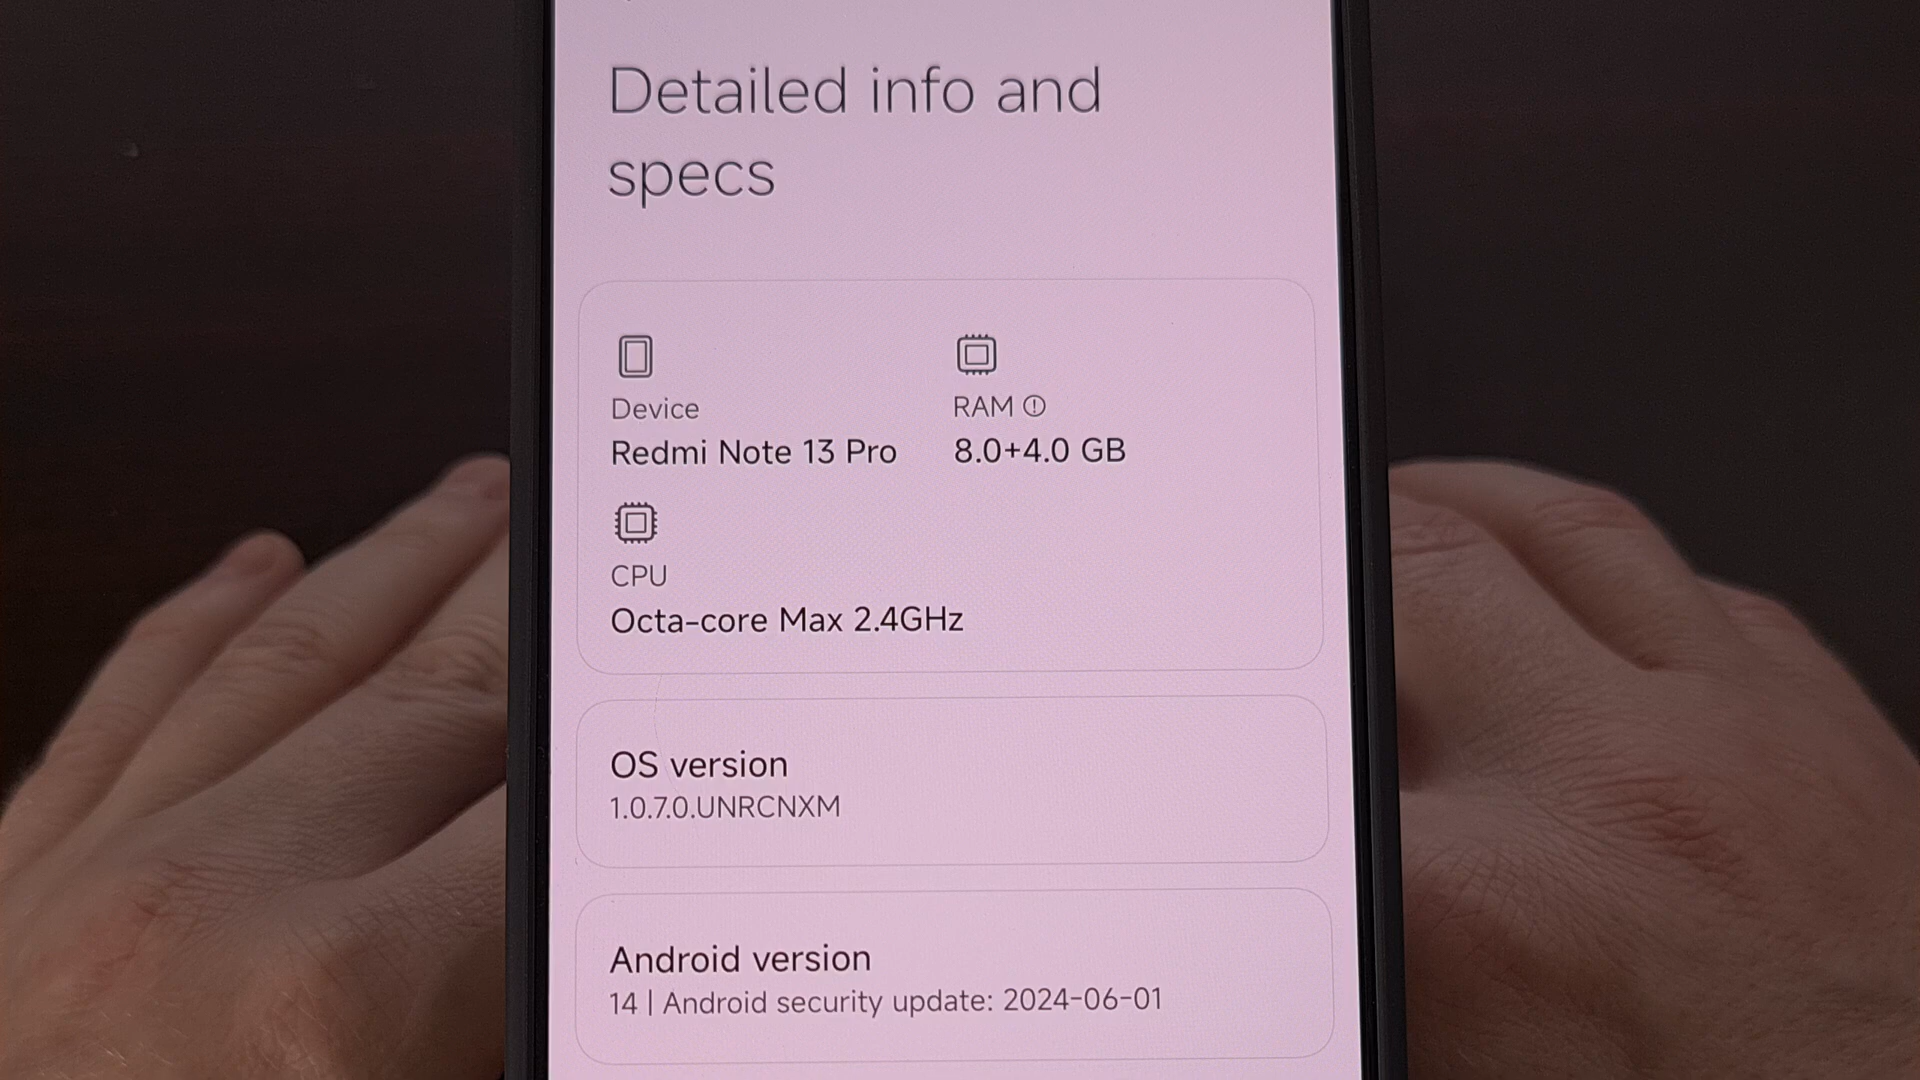 Detailed info and
specs
Device
Redmi Note 13 Pro
RAM
8.0+4.0 GB
CPU
Octa-core Max 2.4GHz
OS version
1.0.7.0.UNRCNXM
Android version
14 | Android security update: 2024-06-01